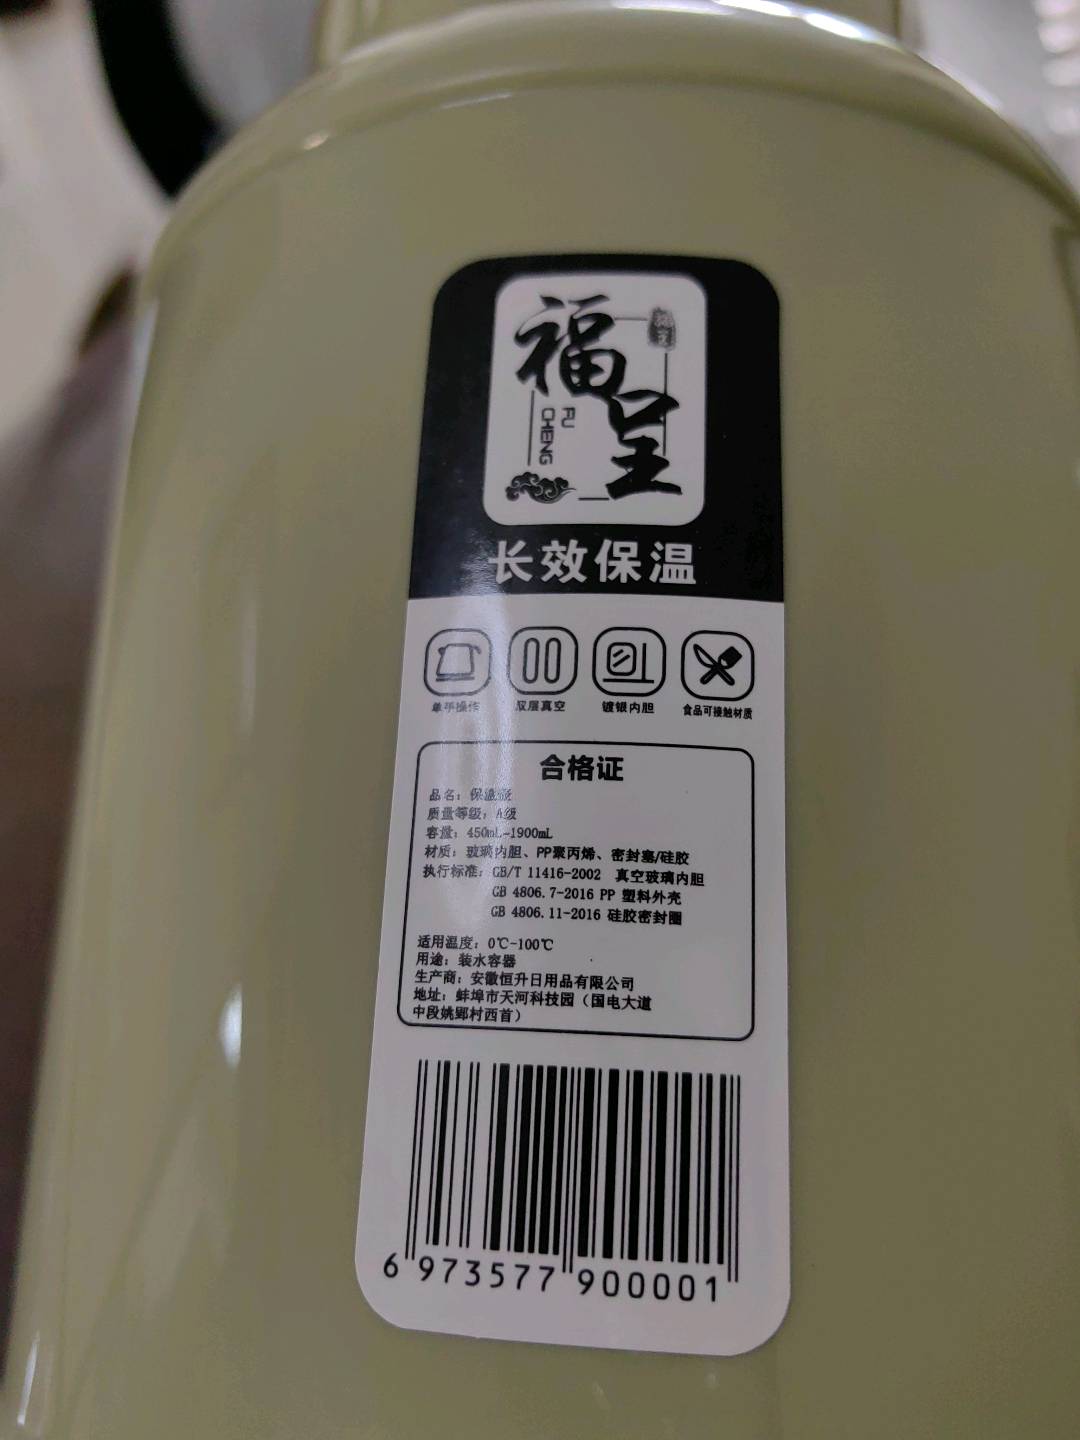 福呈
FU
CHENG
长效保温
单手操作 双层真空 镀银内胆 食品可接触材质
合格证
品名：保温壶
质量等级：A级
容量：450mL-1900mL
材质：玻璃内胆、PP聚丙烯、密封塞/硅胶
执行标准：GB/T 11416-2002 真空玻璃内胆
GB 4806.7-2016 PP 塑料外壳
GB 4806.11-2016 硅胶密封圈
适用温度：0℃-100℃
用途：装水容器
生产商：安徽恒升日用品有限公司
地址：蚌埠市天河科技园（国电大道
中段姚郢村西首）
6 973577 900001